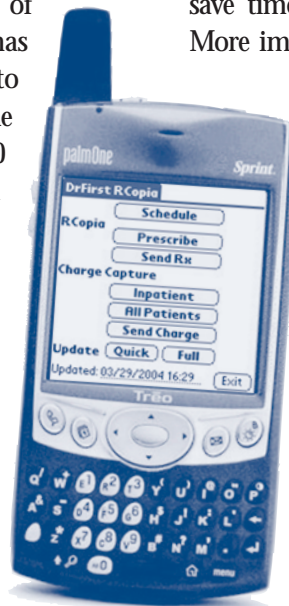 of
has
to
save time
More im
palmOne
Sprint.
DrFirst RCopia
Schedule
RCopia
Prescribe
Send Rx
Charge Capture
Inpatient
All Patients
Send Charge
Update Quick Full
Updated: 03/29/2004 16:29 Exit
Treo
menu